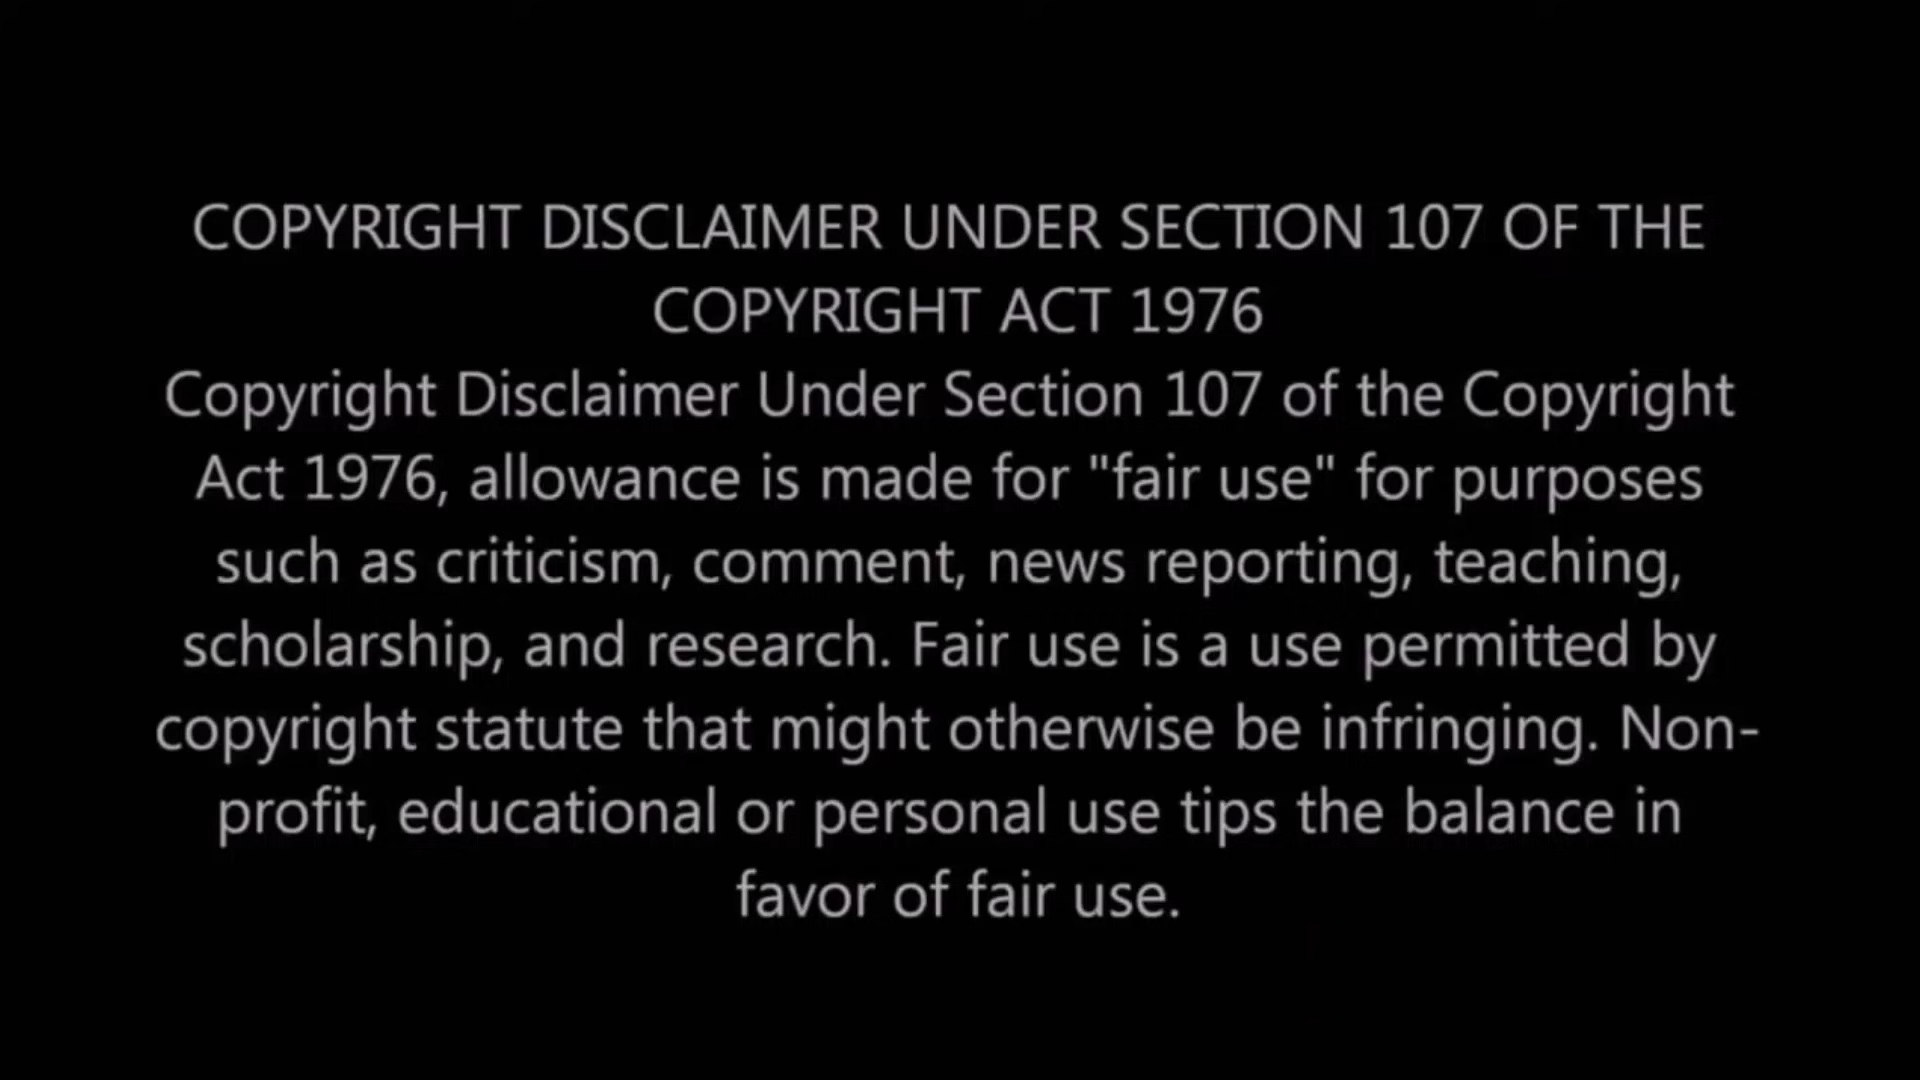 COPYRIGHT DISCLAIMER UNDER SECTION 107 OF THE
COPYRIGHT ACT 1976
Copyright Disclaimer Under Section 107 of the Copyright
Act 1976, allowance is made for "fair use" for purposes
such as criticism, comment, news reporting, teaching,
scholarship, and research. Fair use is a use permitted by
copyright statute that might otherwise be infringing. Non-
profit, educational or personal use tips the balance in
favor of fair use.